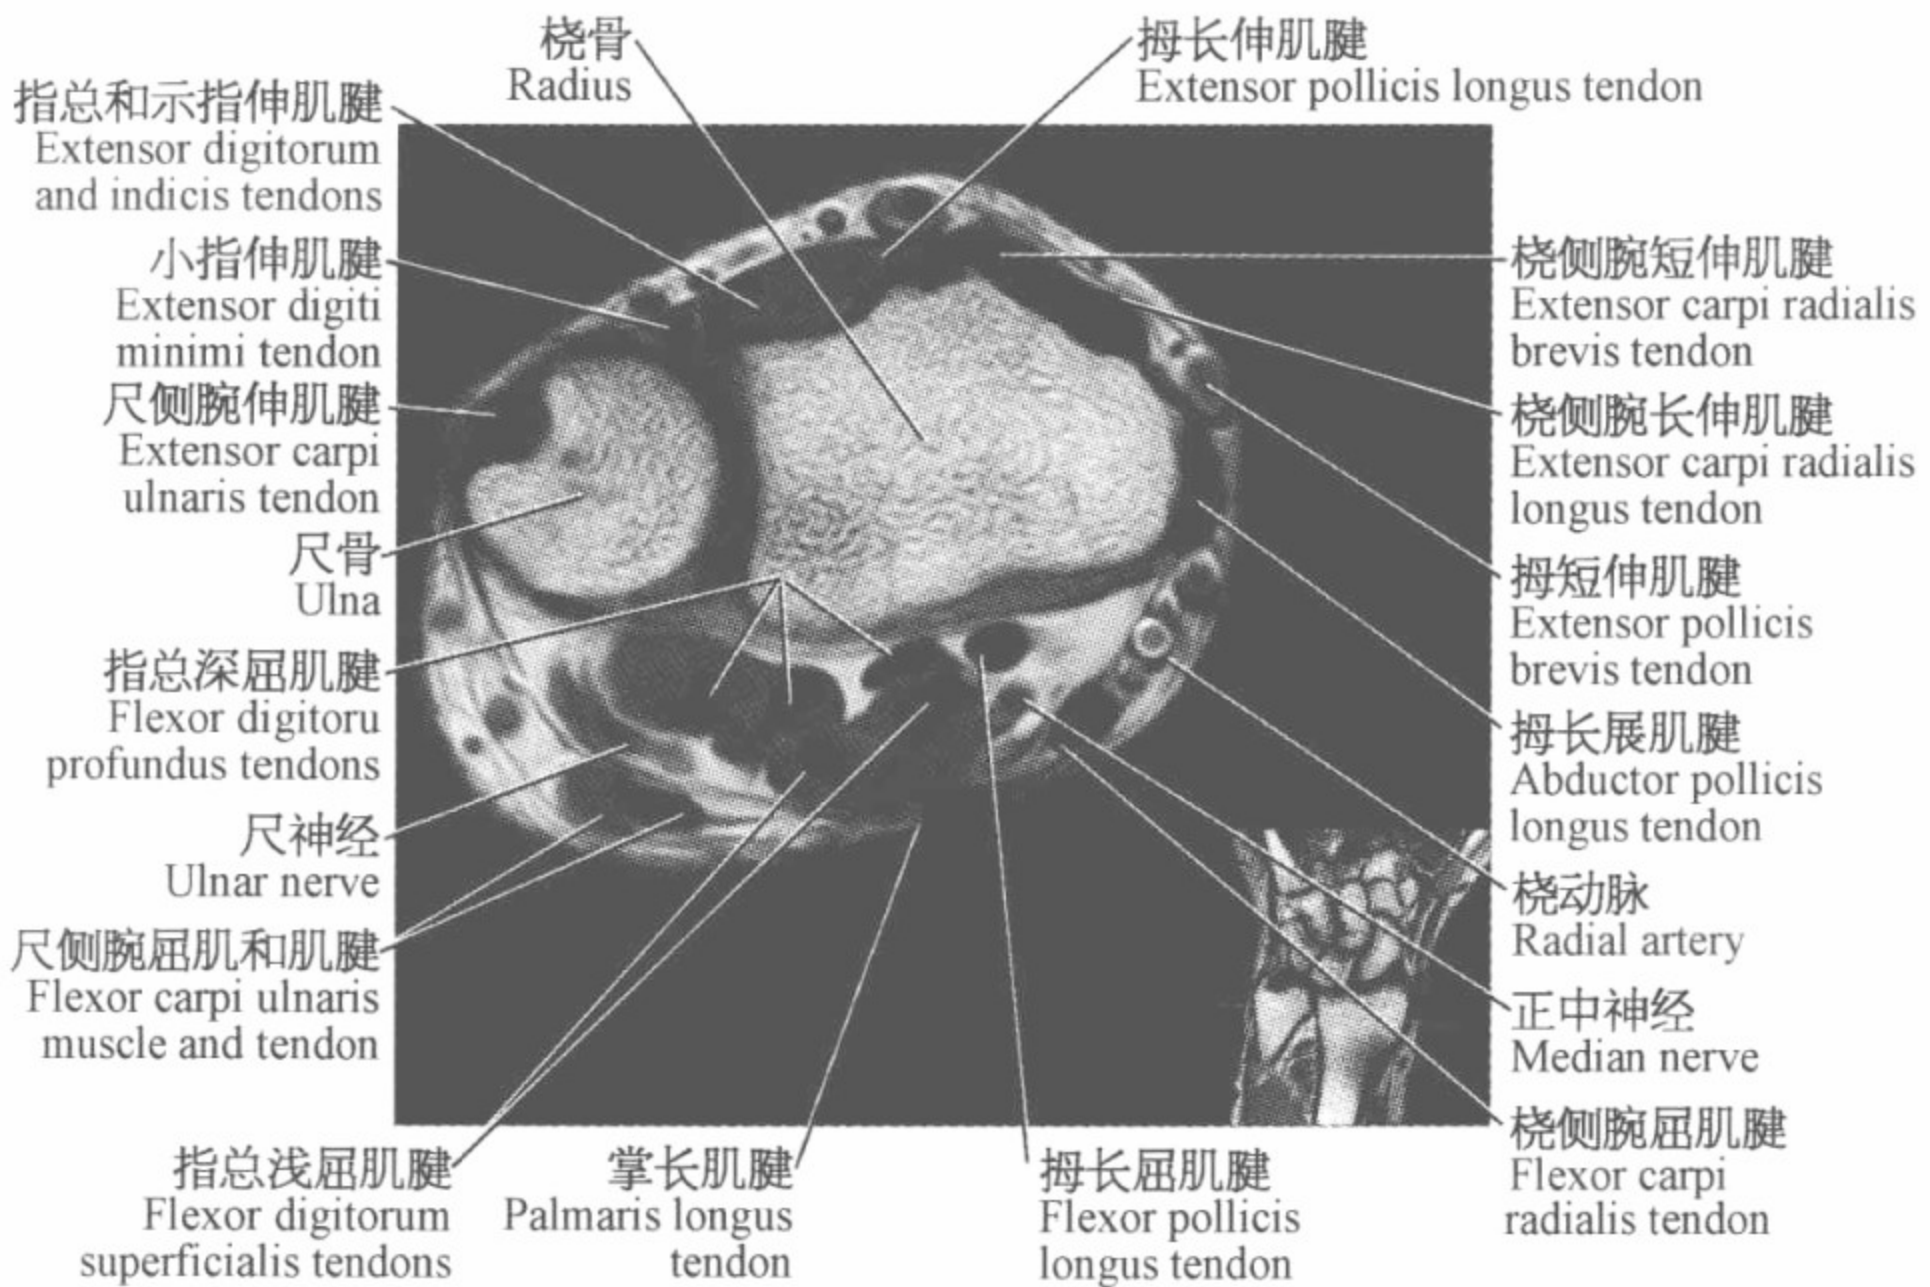 桡骨
Radius
拇长伸肌腱
Extensor pollicis longus tendon
指总和示指伸肌腱
Extensor digitorum
and indicis tendons
小指伸肌腱
Extensor digiti
minimi tendon
尺侧腕伸肌腱
Extensor carpi
ulnaris tendon
尺骨
Ulna
指总深屈肌腱
Flexor digitoru
profundus tendons
尺神经
Ulnar nerve
尺侧腕屈肌和肌腱
Flexor carpi ulnaris
muscle and tendon
桡侧腕短伸肌腱
Extensor carpi radialis
brevis tendon
桡侧腕长伸肌腱
Extensor carpi radialis
longus tendon
拇短伸肌腱
Extensor pollicis
brevis tendon
拇长展肌腱
Abductor pollicis
longus tendon
桡动脉
Radial artery
正中神经
Median nerve
桡侧腕屈肌腱
Flexor carpi
radialis tendon
指总浅屈肌腱
Flexor digitorum
superficialis tendons
掌长肌腱
Palmaris longus
tendon
拇长屈肌腱
Flexor pollicis
longus tendon